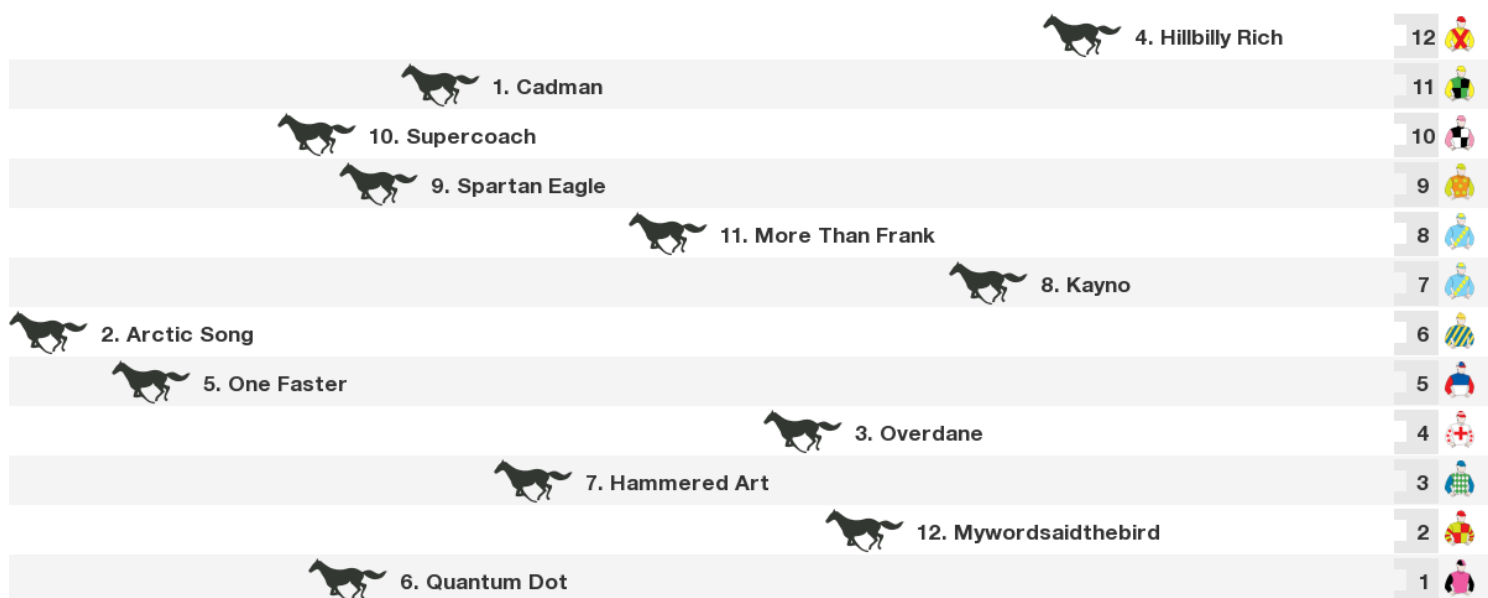 4. Hillbilly Rich 12
1. Cadman 11
10. Supercoach 10
9. Spartan Eagle 9
11. More Than Frank 8
8. Kayno 7
2. Arctic Song 6
5. One Faster 5
3. Overdane 4
7. Hammered Art 3
12. Mywordsaidthebird 2
6. Quantum Dot 1